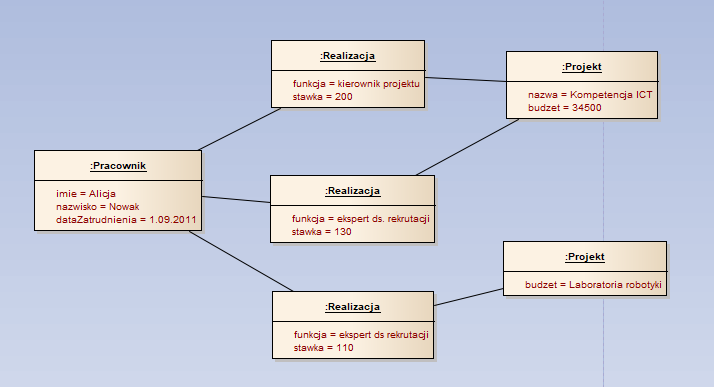 :Realizacja
funkcja = kierownik projektu
stawka = 200
:Projekt
nazwa = Kompetencja ICT
budzet = 34500
:Pracownik
imię = Alicja
nazwisko = Nowak
dataZatrudnienia = 1.09.2011
:Realizacja
funkcja = ekspert ds. rekrutacji
stawka = 130
:Projekt
budzet = Laboratoria robotyki
:Realizacja
funkcja = ekspert ds rekrutacji
stawka = 110